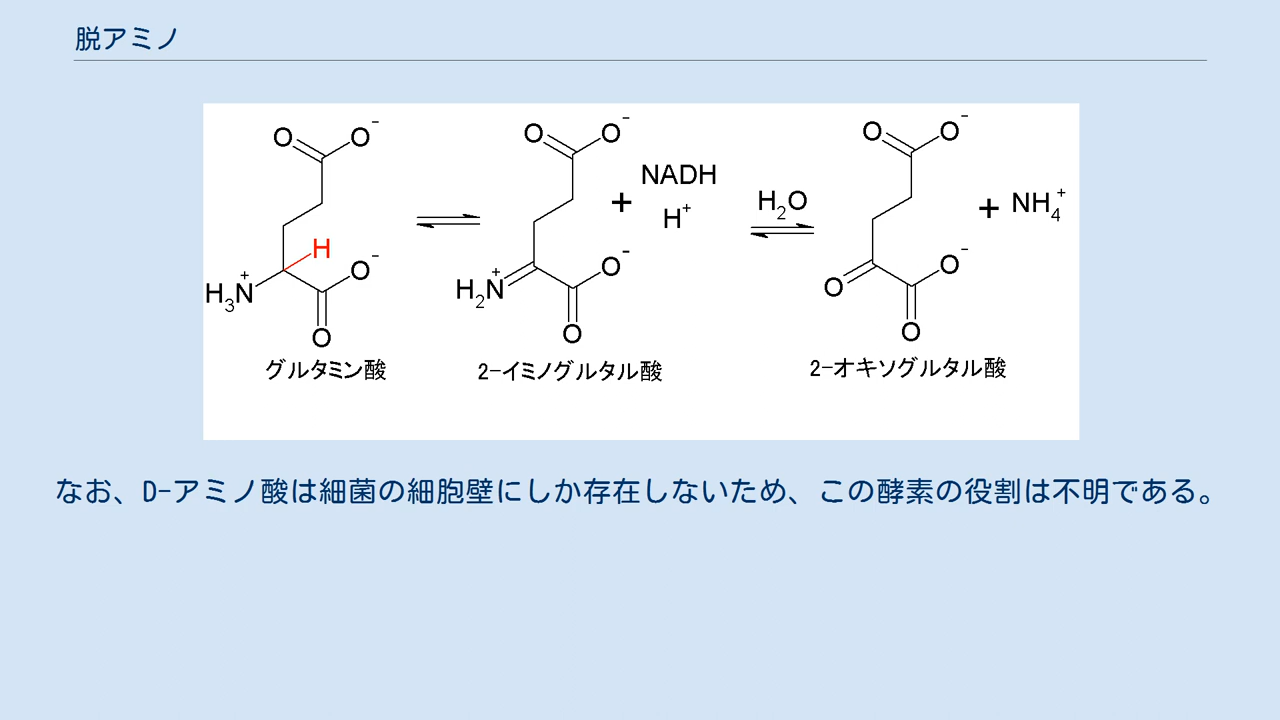 脱アミノ
O O⁻ O O⁻ NADH O O⁻
+ H⁺ H₂O + NH₄⁺
H O⁻ O⁻ O⁻
H₃N⁺ H₂N⁺ O
O O O
グルタミン酸 2-イミノグルタル酸 2-オキソグルタル酸
なお、D-アミノ酸は細菌の細胞壁にしか存在しないため、この酵素の役割は不明である。